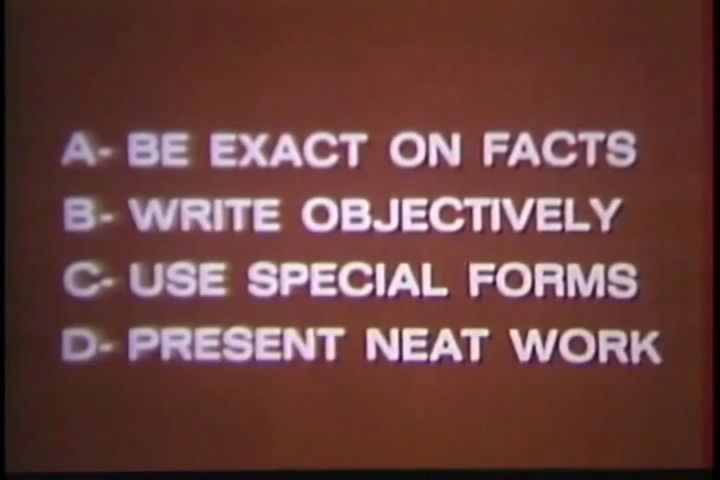 A- BE EXACT ON FACTS
B- WRITE OBJECTIVELY
C- USE SPECIAL FORMS
D- PRESENT NEAT WORK